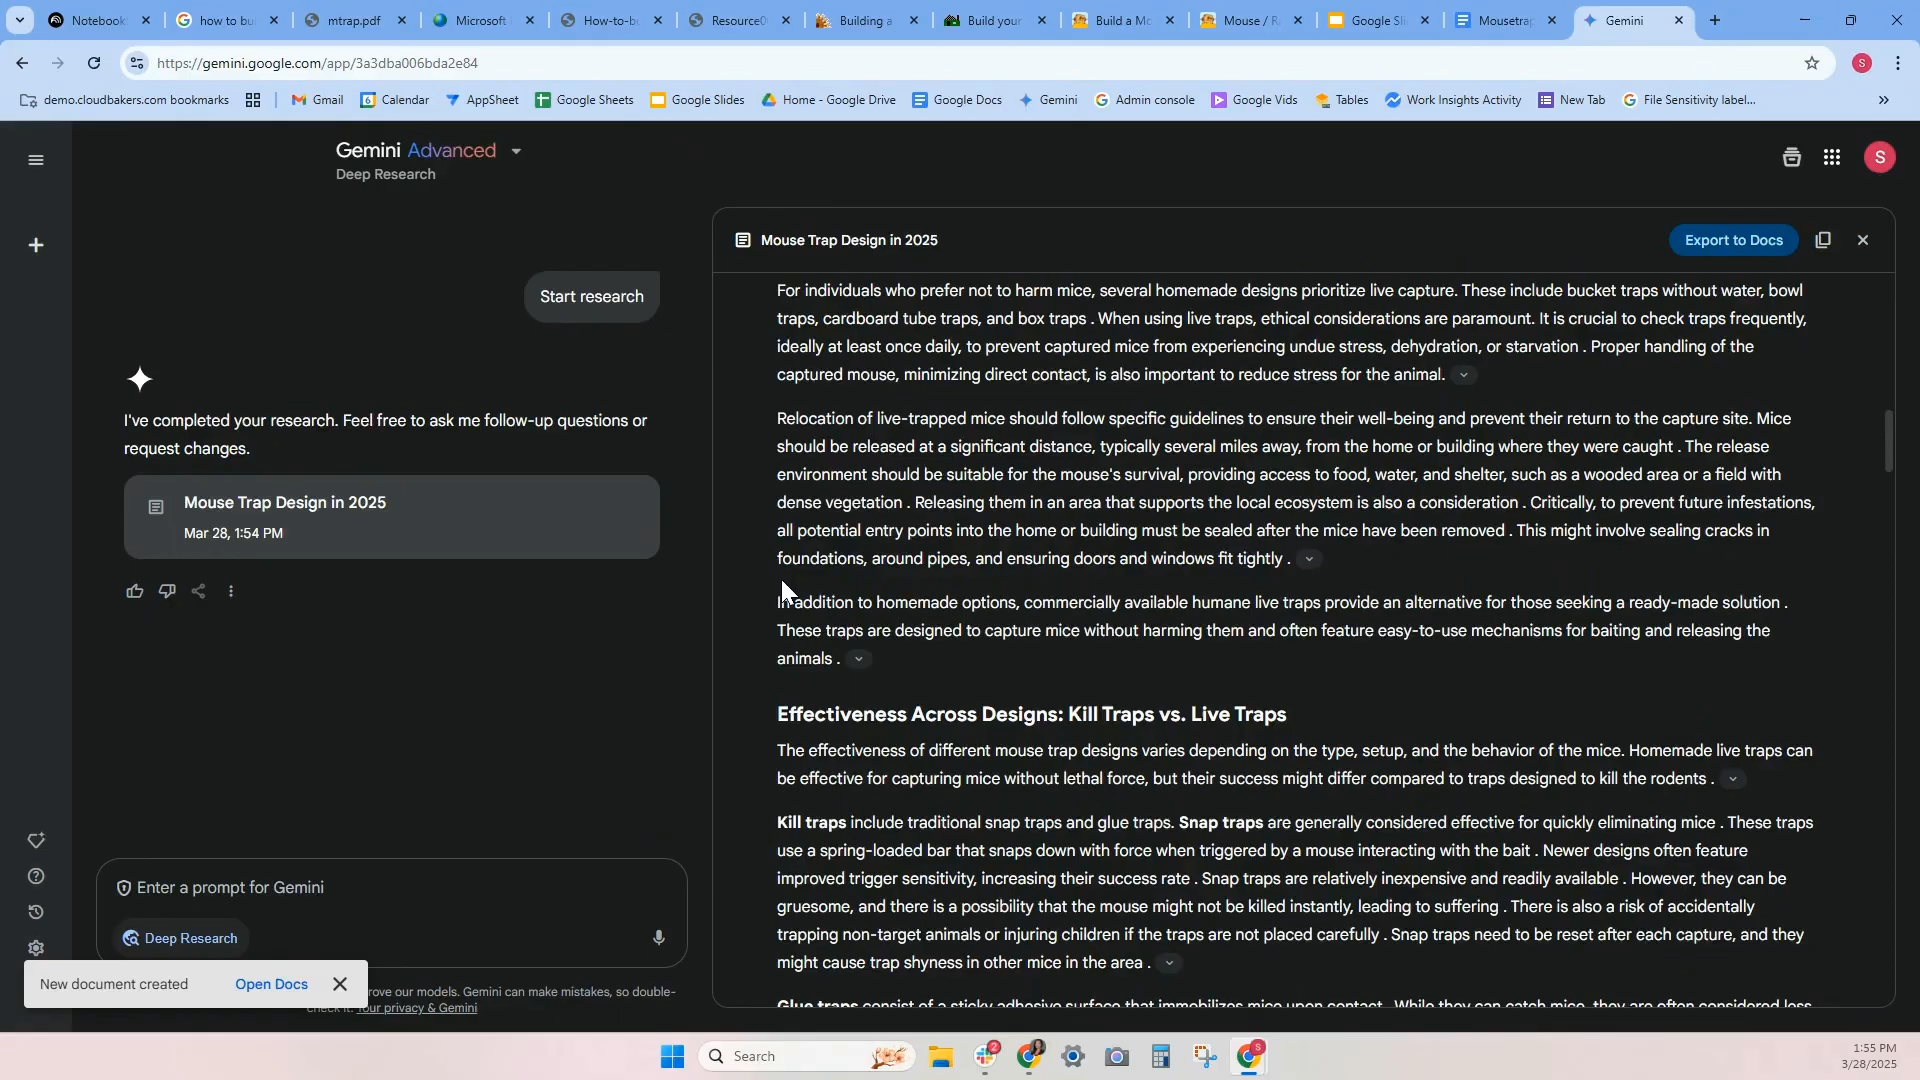 Notebook
how to bu
mtrap.pdf
Microsoft
How-to-bu
Resource
Building a
Build your
Build a Mo
Mouse / R
Google Sli
Mousetrap
Gemini
https://gemini.google.com/app/3a3dba006bda2e84
demo.cloudbakers.com bookmarks
Gmail
Calendar
AppSheet
Google Sheets
Google Slides
Home - Google Drive
Google Docs
Gemini
Admin console
Google Vids
Tables
Work Insights Activity
New Tab
File Sensitivity label...
Gemini Advanced
Deep Research
S
Start research
I've completed your research. Feel free to ask me follow-up questions or
request changes.
Mouse Trap Design in 2025
Mar 28, 1:54 PM
Enter a prompt for Gemini
Deep Research
New document created
Open Docs
rove our models. Gemini can make mistakes, so double-
check it. Your privacy & Gemini
Mouse Trap Design in 2025
Export to Docs
For individuals who prefer not to harm mice, several homemade designs prioritize live capture. These include bucket traps without water, bowl
traps, cardboard tube traps, and box traps . When using live traps, ethical considerations are paramount. It is crucial to check traps frequently,
ideally at least once daily, to prevent captured mice from experiencing undue stress, dehydration, or starvation . Proper handling of the
captured mouse, minimizing direct contact, is also important to reduce stress for the animal.
Relocation of live-trapped mice should follow specific guidelines to ensure their well-being and prevent their return to the capture site. Mice
should be released at a significant distance, typically several miles away, from the home or building where they were caught . The release
environment should be suitable for the mouse's survival, providing access to food, water, and shelter, such as a wooded area or a field with
dense vegetation . Releasing them in an area that supports the local ecosystem is also a consideration . Critically, to prevent future infestations,
all potential entry points into the home or building must be sealed after the mice have been removed . This might involve sealing cracks in
foundations, around pipes, and ensuring doors and windows fit tightly .
In addition to homemade options, commercially available humane live traps provide an alternative for those seeking a ready-made solution .
These traps are designed to capture mice without harming them and often feature easy-to-use mechanisms for baiting and releasing the
animals .
Effectiveness Across Designs: Kill Traps vs. Live Traps
The effectiveness of different mouse trap designs varies depending on the type, setup, and the behavior of the mice. Homemade live traps can
be effective for capturing mice without lethal force, but their success might differ compared to traps designed to kill the rodents .
Kill traps include traditional snap traps and glue traps. Snap traps are generally considered effective for quickly eliminating mice . These traps
use a spring-loaded bar that snaps down with force when triggered by a mouse interacting with the bait . Newer designs often feature
improved trigger sensitivity, increasing their success rate . Snap traps are relatively inexpensive and readily available . However, they can be
gruesome, and there is a possibility that the mouse might not be killed instantly, leading to suffering . There is also a risk of accidentally
trapping non-target animals or injuring children if the traps are not placed carefully . Snap traps need to be reset after each capture, and they
might cause trap shyness in other mice in the area .
Glue traps consist of a sticky adhesive surface that immobilizes mice upon contact . While they can catch mice, they are often considered less
Search
2
S
1:55 PM
3/28/2025